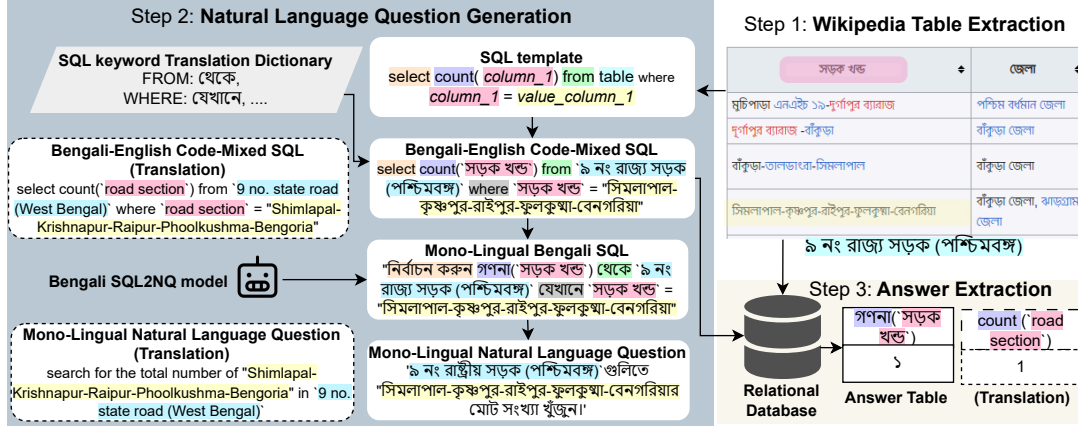 Step 2: Natural Language Question Generation
SQL keyword Translation Dictionary
FROM: থেকে,
WHERE: যেখানে, ....
SQL template
select count( column_1) from table where
column_1 = value_column_1
Bengali-English Code-Mixed SQL
(Translation)
select count(`road section`) from `9 no. state road
(West Bengal)` where `road section` = "Shimlapal-
Krishnapur-Raipur-Phoolkushma-Bengoria"
Bengali-English Code-Mixed SQL
select count(`সড়ক খন্ড`) from `৯ নং রাজ্য সড়ক
(পশ্চিমবঙ্গ)` where `সড়ক খন্ড` = "সিমলাপাল-
কৃষ্ণপুর-রাইপুর-ফুলকুষ্মা-বেনগরিয়া"
Bengali SQL2NQ model
Mono-Lingual Bengali SQL
"নির্বাচন করুন গণনা(`সড়ক খন্ড`) থেকে `৯ নং
রাজ্য সড়ক (পশ্চিমবঙ্গ)` যেখানে `সড়ক খন্ড` =
"সিমলাপাল-কৃষ্ণপুর-রাইপুর-ফুলকুষ্মা-বেনগরিয়া"
Mono-Lingual Natural Language Question
(Translation)
search for the total number of "Shimlapal-
Krishnapur-Raipur-Phoolkushma-Bengoria" in `9 no.
state road (West Bengal)`
Mono-Lingual Natural Language Question
'`৯ নং রাষ্ট্রীয় সড়ক (পশ্চিমবঙ্গ)`গুলিতে
"সিমলাপাল-কৃষ্ণপুর-রাইপুর-ফুলকুষ্মা-বেনগরিয়ার
মোট সংখ্যা খুঁজুন।'
Step 1: Wikipedia Table Extraction
সড়ক খন্ড জেলা
মুচিপাড়া এনএইচ ১৯-দুর্গাপুর ব্যারাজ পশ্চিম বর্ধমান জেলা
দূর্গাপুর ব্যারাজ -বাঁকুড়া বাঁকুড়া জেলা
বাঁকুড়া-তালডাংরা-সিমলাপাল বাঁকুড়া জেলা
সিমলাপাল-কৃষ্ণপুর-রাইপুর-ফুলকুষ্মা-বেনগরিয়া বাঁকুড়া জেলা, ঝাড়গ্রাম
জেলা
৯ নং রাজ্য সড়ক (পশ্চিমবঙ্গ)
Step 3: Answer Extraction
Relational
Database
গণনা(`সড়ক
খন্ড`)
১
Answer Table
count (`road
section`)
1
(Translation)